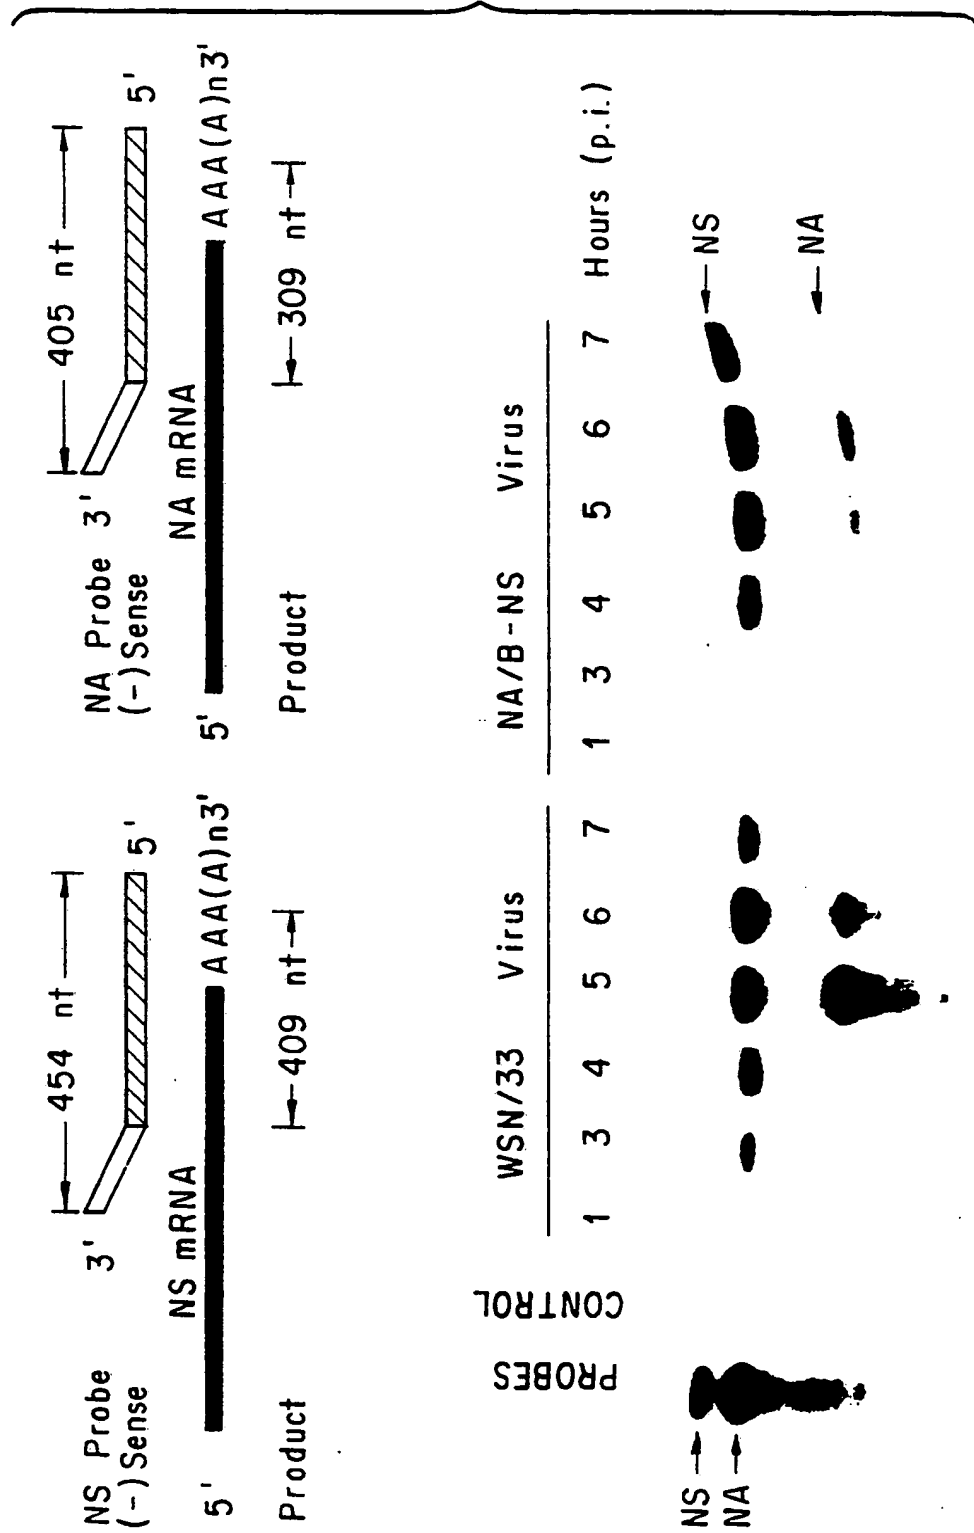 NS Probe
(-)Sense
3'
454 nt
5'
NS mRNA
5'
AAA(A)n3'
Product
409 nt
NA Probe
(-)Sense
3'
405 nt
5'
NA mRNA
5'
AAA(A)n3'
Product
309 nt
PROBES
CONTROL
WSN/33 Virus
NA/B-NS Virus
1 3 4 5 6 7
1 3 4 5 6 7
Hours (p.i.)
NS
NA
NS
NA